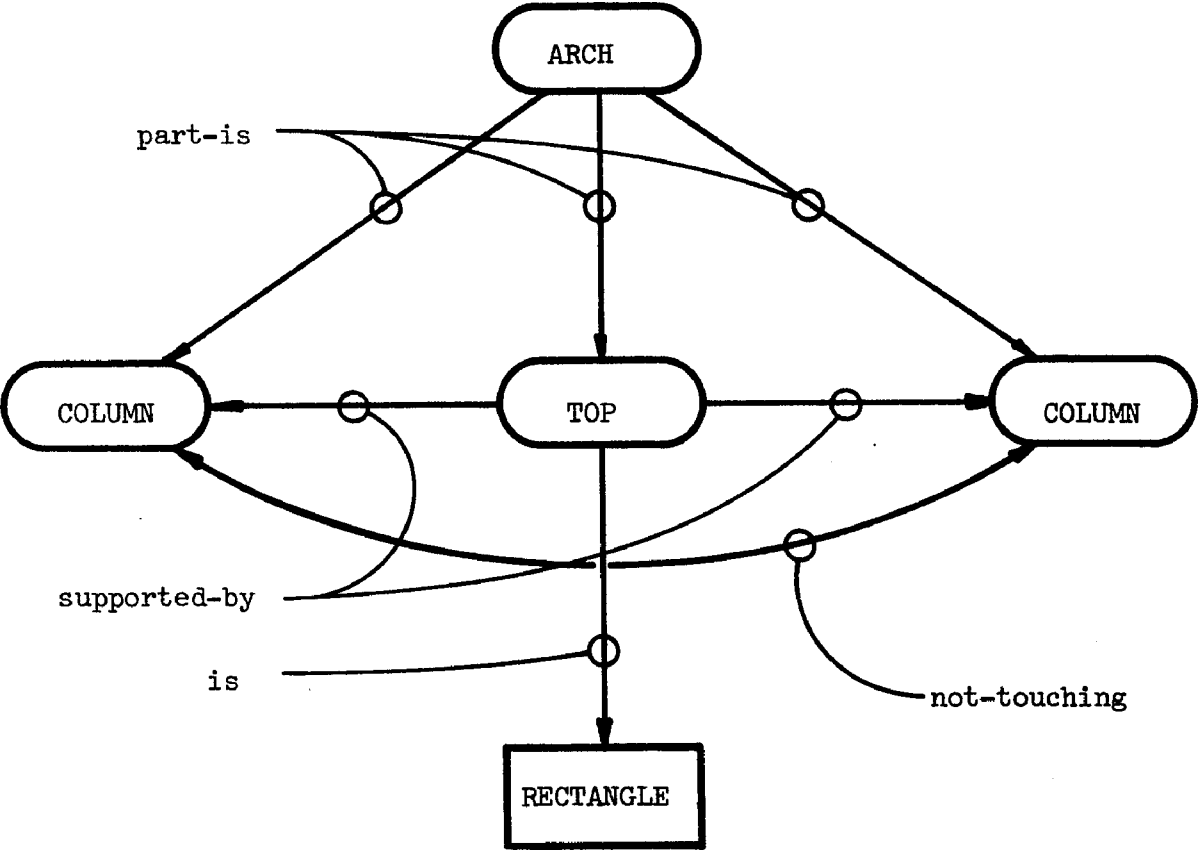 ARCH
part-is
COLUMN
TOP
COLUMN
supported-by
is
not-touching
RECTANGLE